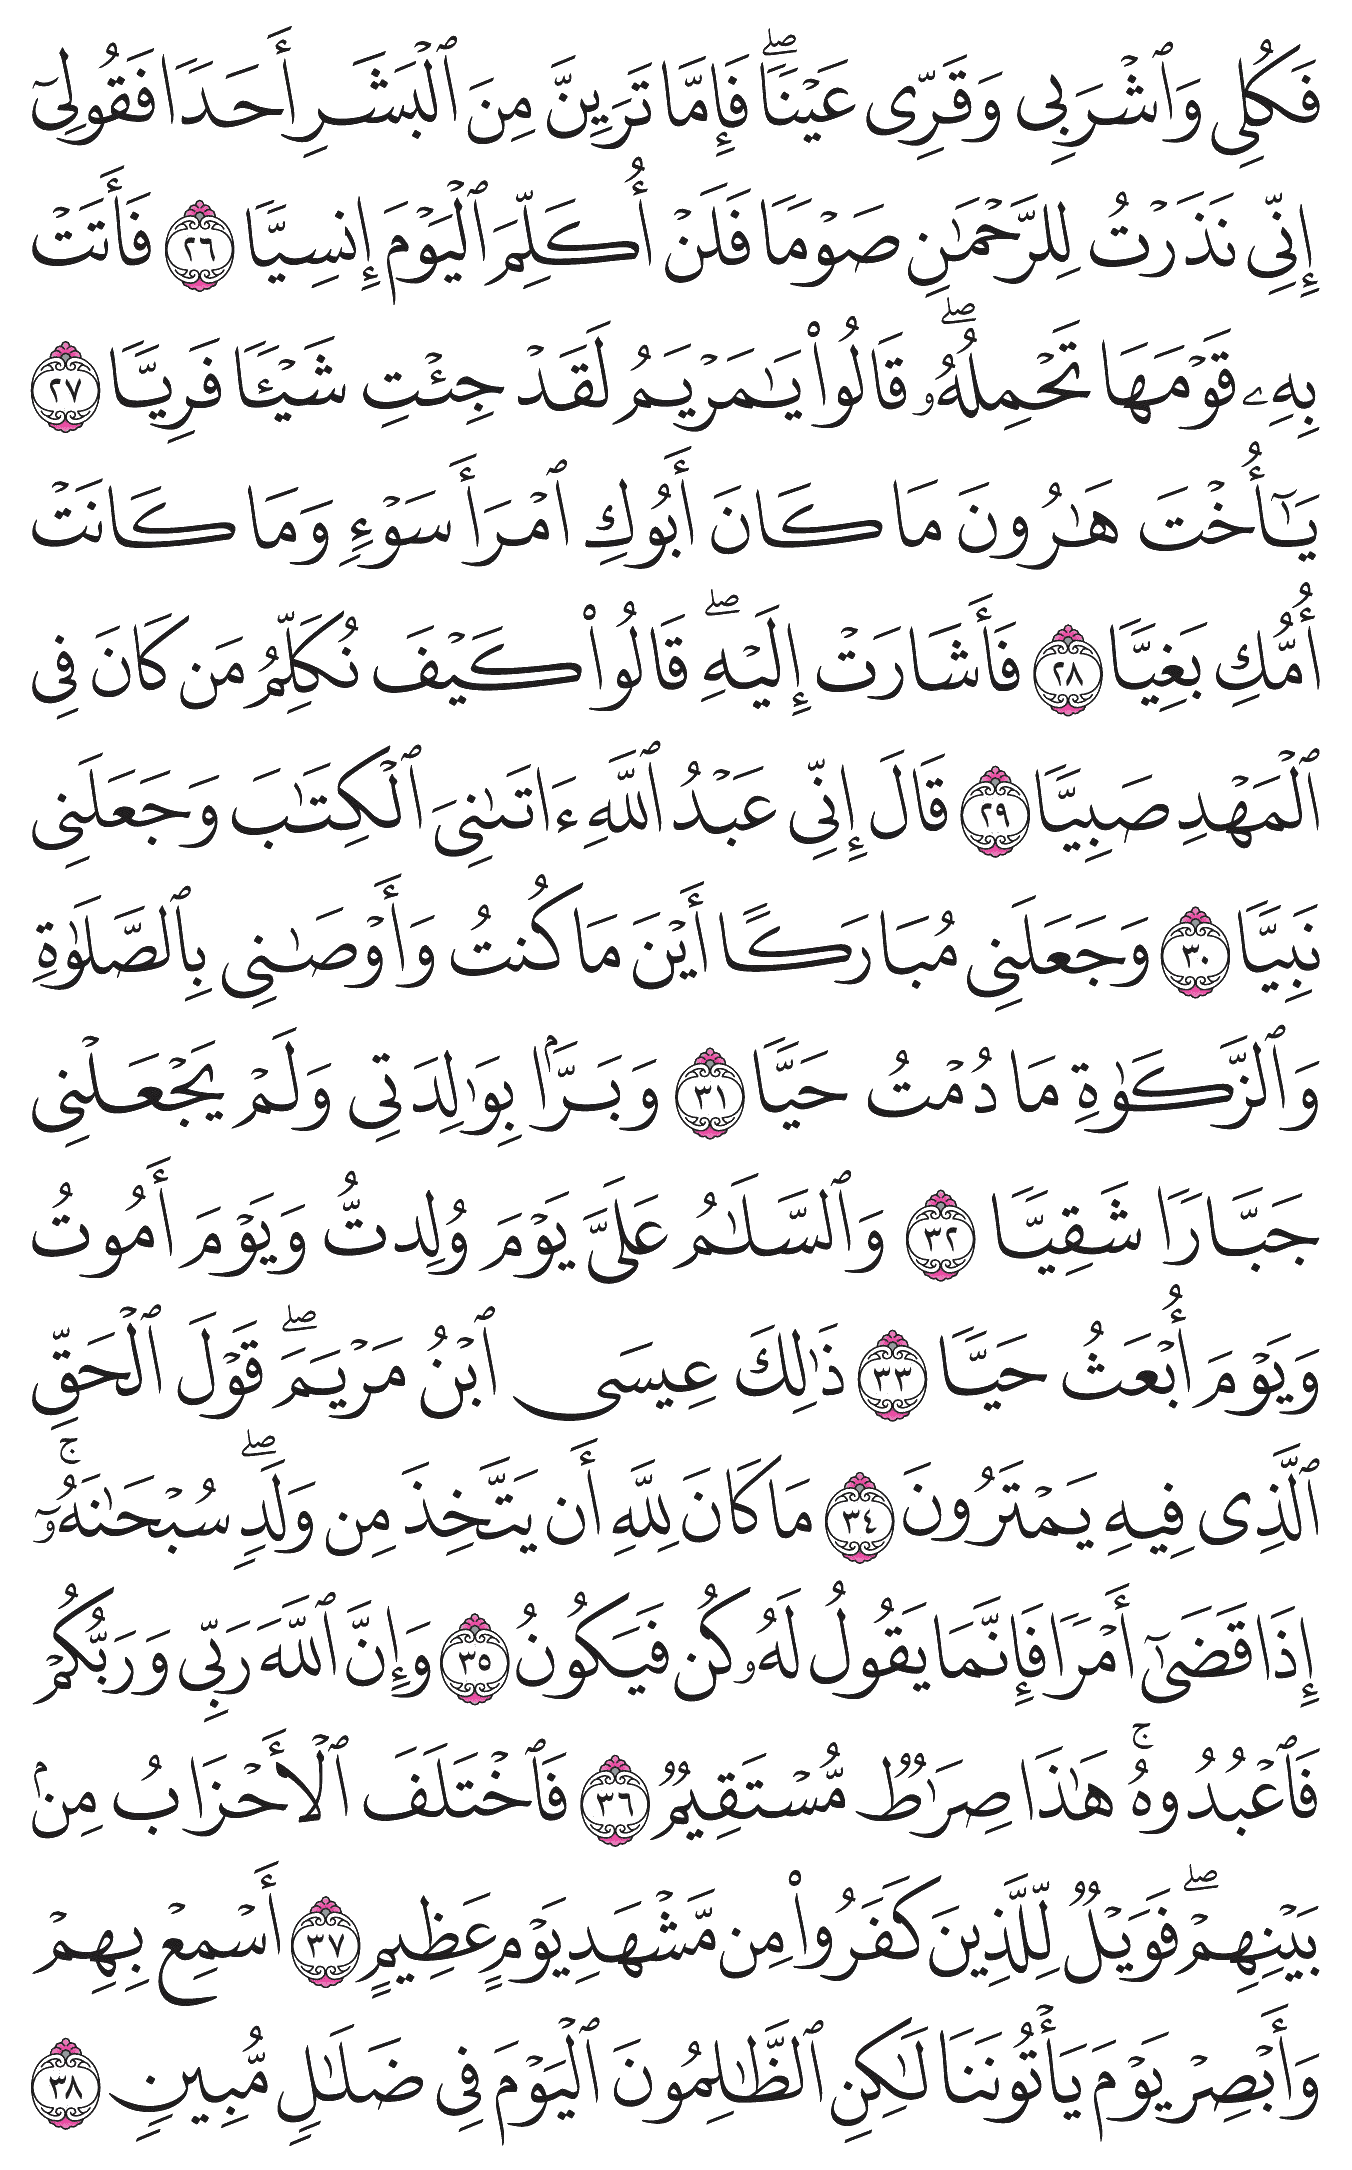 فَكُلِى وَٱشْرَبِى وَقَرِّى عَيْنًاۖ فَإِمَّا تَرَيِنَّ مِنَ ٱلْبَشَرِ أَحَدًا فَقُولِىٓ
إِنِّى نَذَرْتُ لِلرَّحْمَٰنِ صَوْمًا فَلَنْ أُكَلِّمَ ٱلْيَوْمَ إِنسِيًّا ٢٦ فَأَتَتْ
بِهِۦ قَوْمَهَا تَحْمِلُهُۥۖ قَالُوا۟ يَٰمَرْيَمُ لَقَدْ جِئْتِ شَيْـًٔا فَرِيًّا ٢٧
يَٰٓأُخْتَ هَٰرُونَ مَا كَانَ أَبُوكِ ٱمْرَأَ سَوْءٍ وَمَا كَانَتْ
أُمُّكِ بَغِيًّا ٢٨ فَأَشَارَتْ إِلَيْهِۖ قَالُوا۟ كَيْفَ نُكَلِّمُ مَن كَانَ فِى
ٱلْمَهْدِ صَبِيًّا ٢٩ قَالَ إِنِّى عَبْدُ ٱللَّهِ ءَاتَىٰنِىَ ٱلْكِتَٰبَ وَجَعَلَنِى
نَبِيًّا ٣٠ وَجَعَلَنِى مُبَارَكًا أَيْنَ مَا كُنتُ وَأَوْصَٰنِى بِٱلصَّلَوٰةِ
وَٱلزَّكَوٰةِ مَا دُمْتُ حَيًّا ٣١ وَبَرًّۢا بِوَٰلِدَتِى وَلَمْ يَجْعَلْنِى
جَبَّارًا شَقِيًّا ٣٢ وَٱلسَّلَٰمُ عَلَىَّ يَوْمَ وُلِدتُّ وَيَوْمَ أَمُوتُ
وَيَوْمَ أُبْعَثُ حَيًّا ٣٣ ذَٰلِكَ عِيسَى ٱبْنُ مَرْيَمَۖ قَوْلَ ٱلْحَقِّ
ٱلَّذِى فِيهِ يَمْتَرُونَ ٣٤ مَا كَانَ لِلَّهِ أَن يَتَّخِذَ مِن وَلَدٍۖ سُبْحَٰنَهُۥٓۚ
إِذَا قَضَىٰٓ أَمْرًا فَإِنَّمَا يَقُولُ لَهُۥ كُن فَيَكُونُ ٣٥ وَإِنَّ ٱللَّهَ رَبِّى وَرَبُّكُمْ
فَٱعْبُدُوهُۚ هَٰذَا صِرَٰطٌ مُّسْتَقِيمٌ ٣٦ فَٱخْتَلَفَ ٱلْأَحْزَابُ مِنۢ
بَيْنِهِمْۖ فَوَيْلٌ لِّلَّذِينَ كَفَرُوا۟ مِن مَّشْهَدِ يَوْمٍ عَظِيمٍ ٣٧ أَسْمِعْ بِهِمْ
وَأَبْصِرْ يَوْمَ يَأْتُونَنَا لَٰكِنِ ٱلظَّٰلِمُونَ ٱلْيَوْمَ فِى ضَلَٰلٍ مُّبِينٍ ٣٨